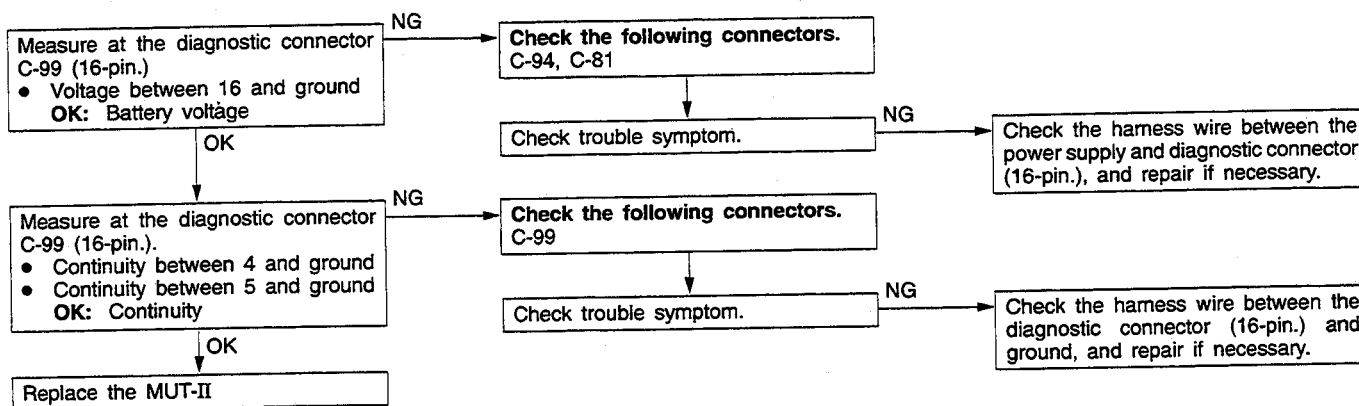 Measure at the diagnostic connector
C-99 (16-pin.)
● Voltage between 16 and ground
OK: Battery voltage
NG
Check the following connectors.
C-94, C-81
Check trouble symptom.
NG
Check the harness wire between the
power supply and diagnostic connector
(16-pin.), and repair if necessary.
OK
Measure at the diagnostic connector
C-99 (16-pin.).
● Continuity between 4 and ground
● Continuity between 5 and ground
OK: Continuity
NG
Check the following connectors.
C-99
Check trouble symptom.
NG
Check the harness wire between the
diagnostic connector (16-pin.) and
ground, and repair if necessary.
OK
Replace the MUT-II